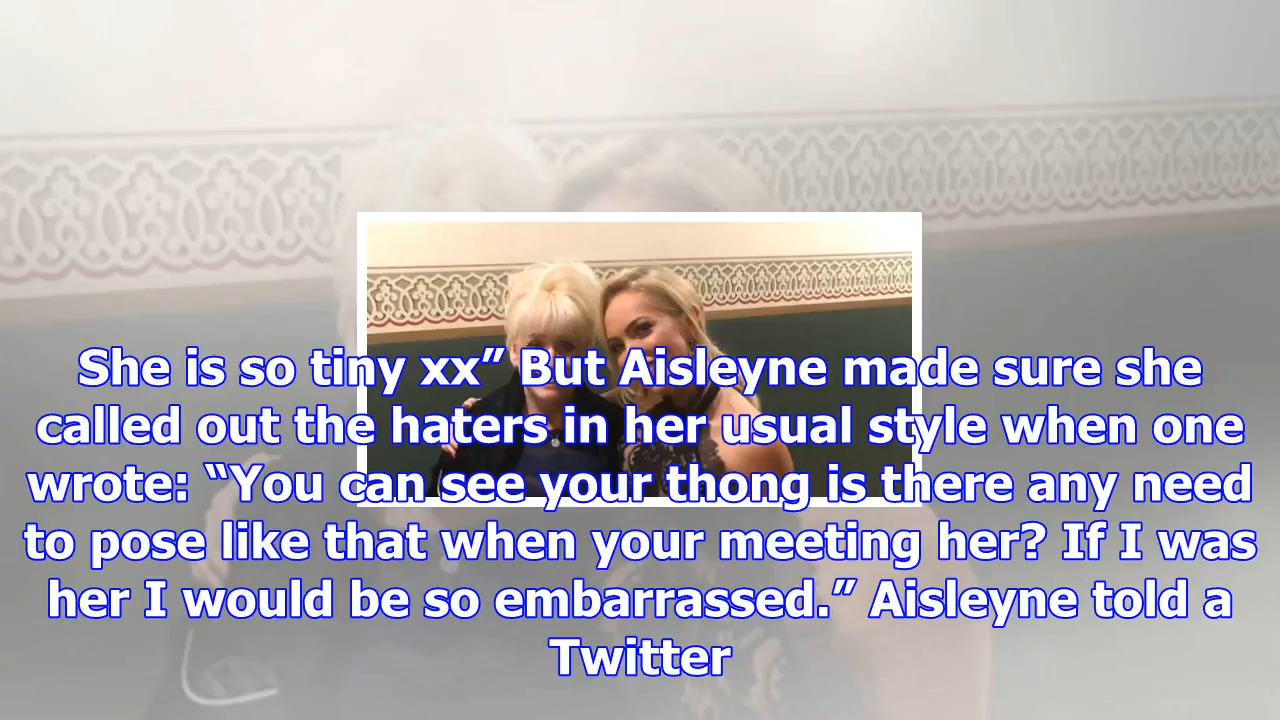 She is so tiny xx” But Aisleyne made sure she
called out the haters in her usual style when one
wrote: “You can see your thong is there any need
to pose like that when your meeting her? If I was
her I would be so embarrassed.” Aisleyne told a
Twitter